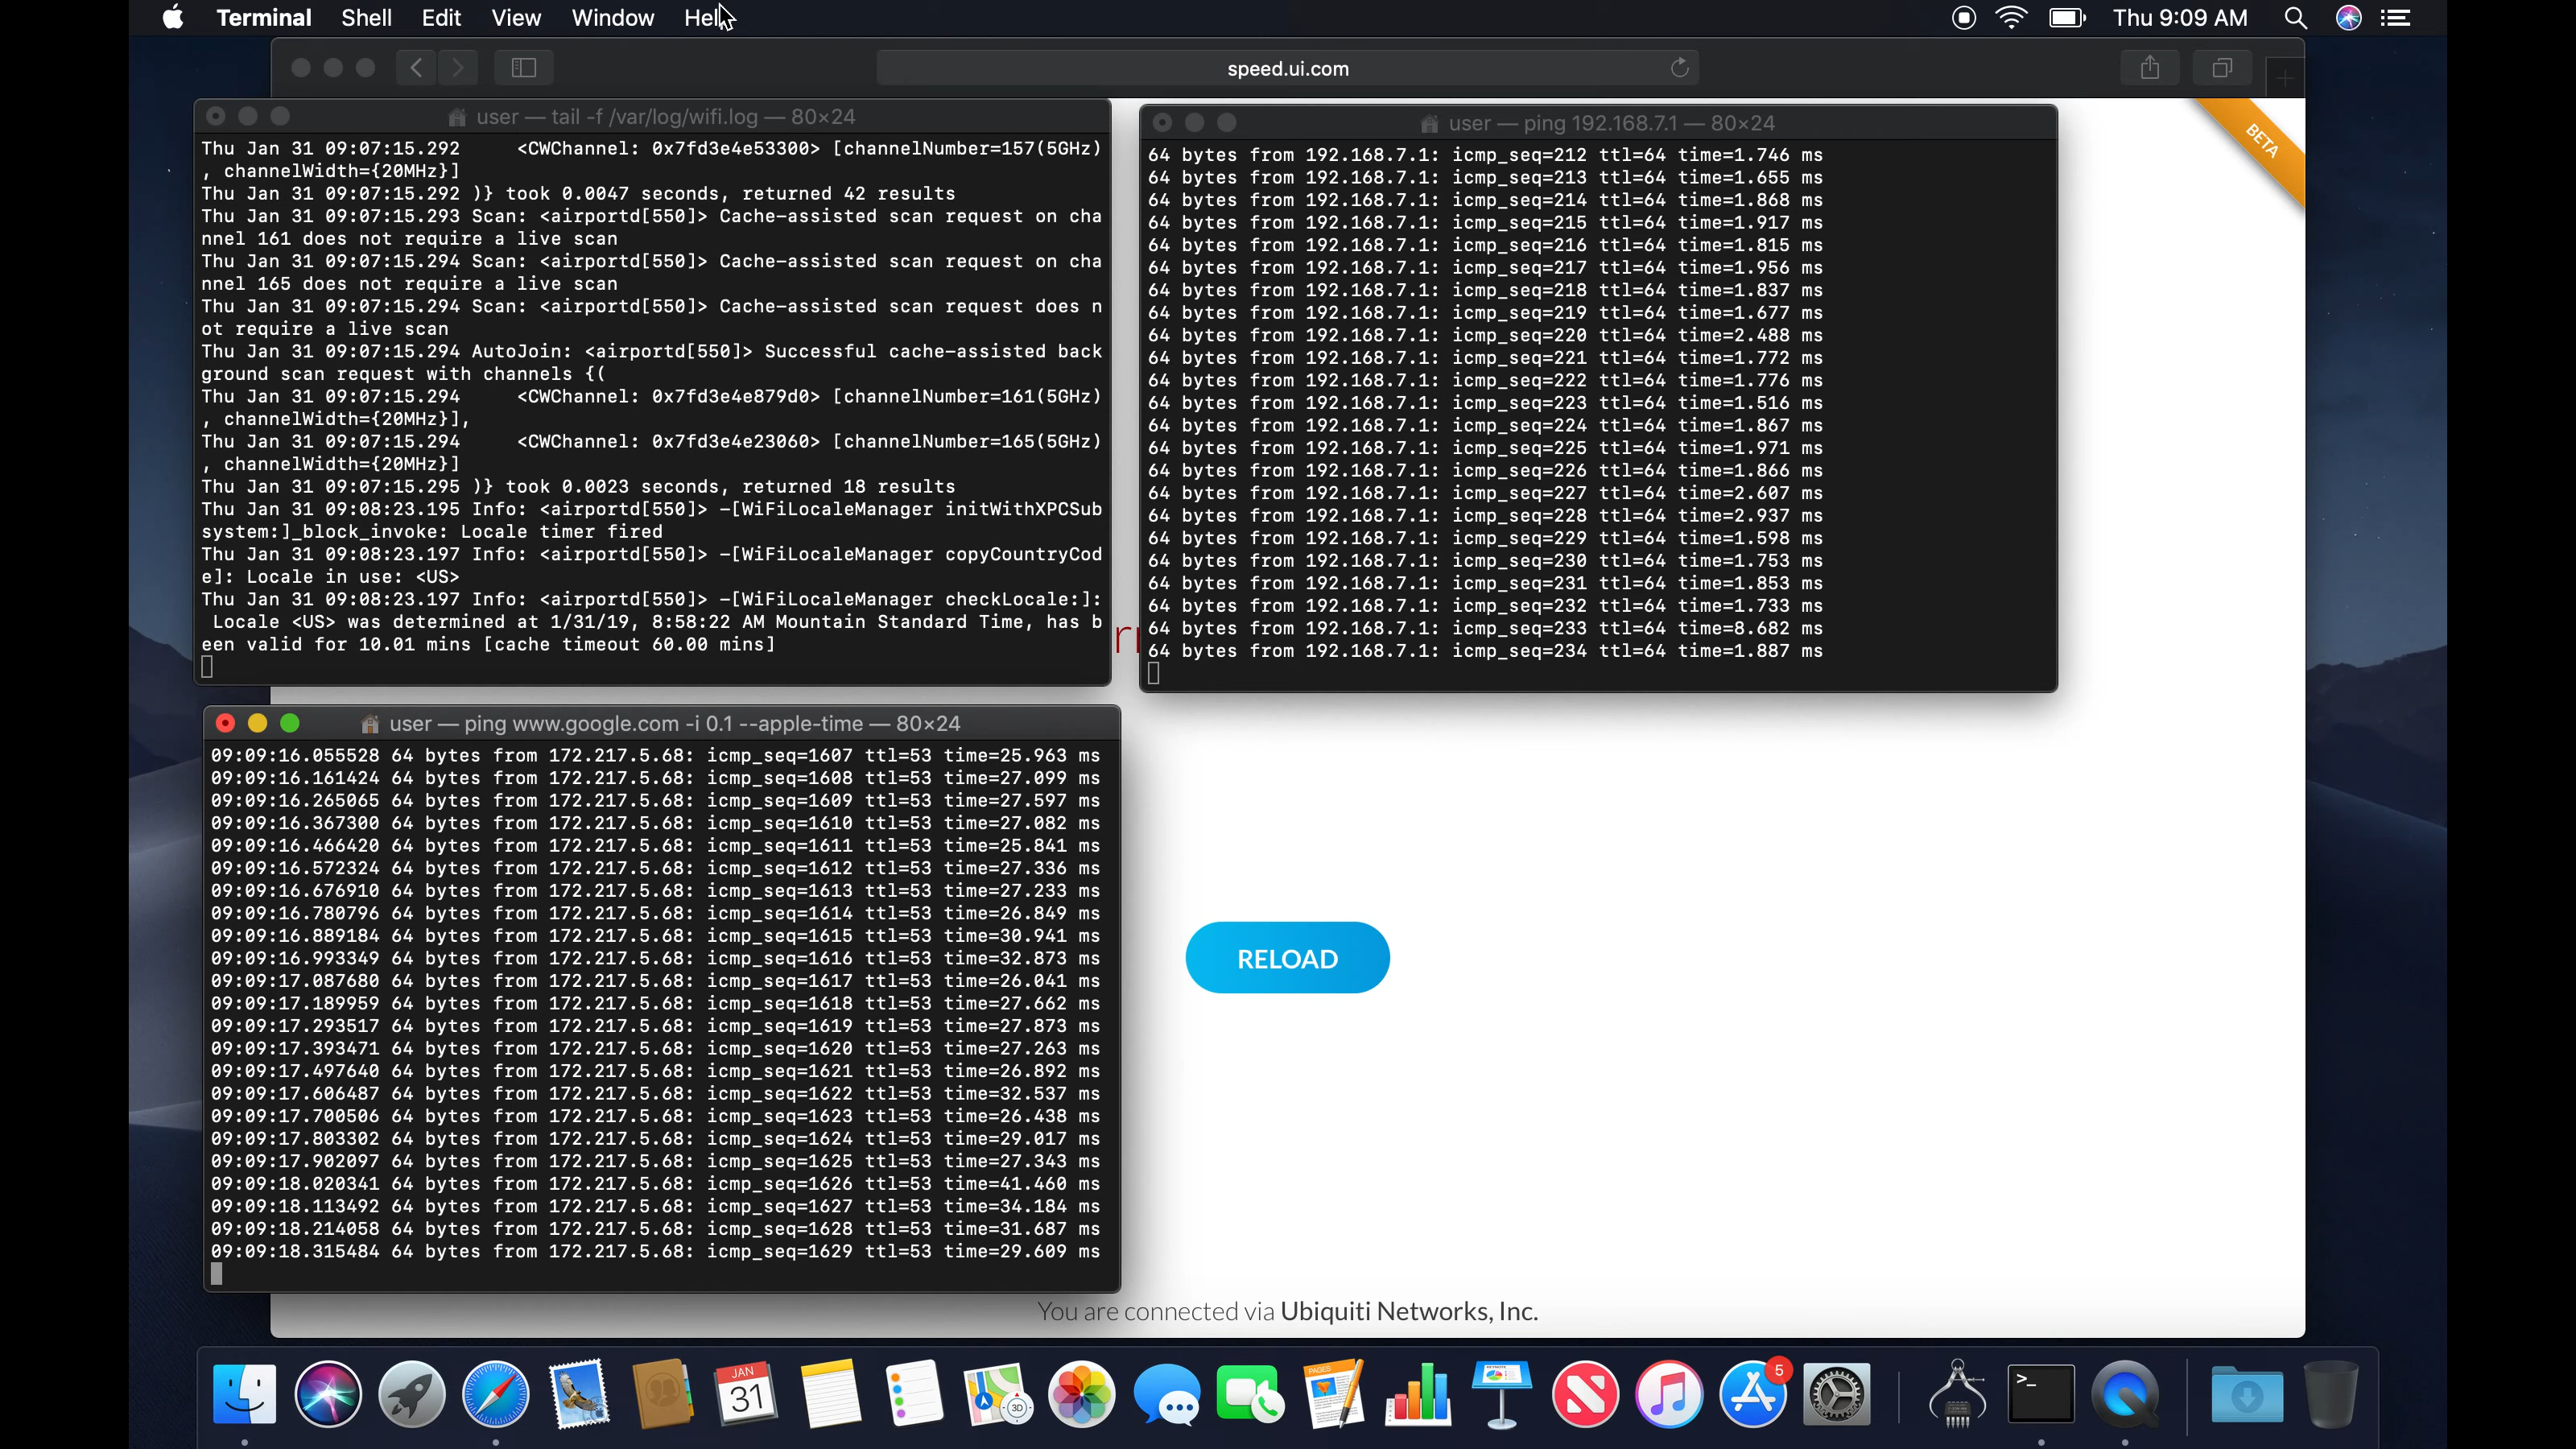 Terminal Shell Edit View Window Help
Thu 9:09 AM
speed.ui.com
BETA
user — tail -f /var/log/wifi.log — 80×24
Thu Jan 31 09:07:15.292     <CWChannel: 0x7fd3e4e53300> [channelNumber=157(5GHz)
, channelWidth={20MHz}]
Thu Jan 31 09:07:15.292 )} took 0.0047 seconds, returned 42 results
Thu Jan 31 09:07:15.293 Scan: <airportd[550]> Cache-assisted scan request on cha
nnel 161 does not require a live scan
Thu Jan 31 09:07:15.294 Scan: <airportd[550]> Cache-assisted scan request on cha
nnel 165 does not require a live scan
Thu Jan 31 09:07:15.294 Scan: <airportd[550]> Cache-assisted scan request does n
ot require a live scan
Thu Jan 31 09:07:15.294 AutoJoin: <airportd[550]> Successful cache-assisted back
ground scan request with channels {(
Thu Jan 31 09:07:15.294     <CWChannel: 0x7fd3e4e879d0> [channelNumber=161(5GHz)
, channelWidth={20MHz}],
Thu Jan 31 09:07:15.294     <CWChannel: 0x7fd3e4e23060> [channelNumber=165(5GHz)
, channelWidth={20MHz}]
Thu Jan 31 09:07:15.295 )} took 0.0023 seconds, returned 18 results
Thu Jan 31 09:08:23.195 Info: <airportd[550]> -[WiFiLocaleManager initWithXPCSub
system:]_block_invoke: Locale timer fired
Thu Jan 31 09:08:23.197 Info: <airportd[550]> -[WiFiLocaleManager copyCountryCod
e]: Locale in use: <US>
Thu Jan 31 09:08:23.197 Info: <airportd[550]> -[WiFiLocaleManager checkLocale:]:
 Locale <US> was determined at 1/31/19, 8:58:22 AM Mountain Standard Time, has b
een valid for 10.01 mins [cache timeout 60.00 mins]
user — ping 192.168.7.1 — 80×24
64 bytes from 192.168.7.1: icmp_seq=212 ttl=64 time=1.746 ms
64 bytes from 192.168.7.1: icmp_seq=213 ttl=64 time=1.655 ms
64 bytes from 192.168.7.1: icmp_seq=214 ttl=64 time=1.868 ms
64 bytes from 192.168.7.1: icmp_seq=215 ttl=64 time=1.917 ms
64 bytes from 192.168.7.1: icmp_seq=216 ttl=64 time=1.815 ms
64 bytes from 192.168.7.1: icmp_seq=217 ttl=64 time=1.956 ms
64 bytes from 192.168.7.1: icmp_seq=218 ttl=64 time=1.837 ms
64 bytes from 192.168.7.1: icmp_seq=219 ttl=64 time=1.677 ms
64 bytes from 192.168.7.1: icmp_seq=220 ttl=64 time=2.488 ms
64 bytes from 192.168.7.1: icmp_seq=221 ttl=64 time=1.772 ms
64 bytes from 192.168.7.1: icmp_seq=222 ttl=64 time=1.776 ms
64 bytes from 192.168.7.1: icmp_seq=223 ttl=64 time=1.516 ms
64 bytes from 192.168.7.1: icmp_seq=224 ttl=64 time=1.867 ms
64 bytes from 192.168.7.1: icmp_seq=225 ttl=64 time=1.971 ms
64 bytes from 192.168.7.1: icmp_seq=226 ttl=64 time=1.866 ms
64 bytes from 192.168.7.1: icmp_seq=227 ttl=64 time=2.607 ms
64 bytes from 192.168.7.1: icmp_seq=228 ttl=64 time=2.937 ms
64 bytes from 192.168.7.1: icmp_seq=229 ttl=64 time=1.598 ms
64 bytes from 192.168.7.1: icmp_seq=230 ttl=64 time=1.753 ms
64 bytes from 192.168.7.1: icmp_seq=231 ttl=64 time=1.853 ms
64 bytes from 192.168.7.1: icmp_seq=232 ttl=64 time=1.733 ms
64 bytes from 192.168.7.1: icmp_seq=233 ttl=64 time=8.682 ms
64 bytes from 192.168.7.1: icmp_seq=234 ttl=64 time=1.887 ms
user — ping www.google.com -i 0.1 --apple-time — 80×24
09:09:16.055528 64 bytes from 172.217.5.68: icmp_seq=1607 ttl=53 time=25.963 ms
09:09:16.161424 64 bytes from 172.217.5.68: icmp_seq=1608 ttl=53 time=27.099 ms
09:09:16.265065 64 bytes from 172.217.5.68: icmp_seq=1609 ttl=53 time=27.597 ms
09:09:16.367300 64 bytes from 172.217.5.68: icmp_seq=1610 ttl=53 time=27.082 ms
09:09:16.466420 64 bytes from 172.217.5.68: icmp_seq=1611 ttl=53 time=25.841 ms
09:09:16.572324 64 bytes from 172.217.5.68: icmp_seq=1612 ttl=53 time=27.336 ms
09:09:16.676910 64 bytes from 172.217.5.68: icmp_seq=1613 ttl=53 time=27.233 ms
09:09:16.780796 64 bytes from 172.217.5.68: icmp_seq=1614 ttl=53 time=26.849 ms
09:09:16.889184 64 bytes from 172.217.5.68: icmp_seq=1615 ttl=53 time=30.941 ms
09:09:16.993349 64 bytes from 172.217.5.68: icmp_seq=1616 ttl=53 time=32.873 ms
09:09:17.087680 64 bytes from 172.217.5.68: icmp_seq=1617 ttl=53 time=26.041 ms
09:09:17.189959 64 bytes from 172.217.5.68: icmp_seq=1618 ttl=53 time=27.662 ms
09:09:17.293517 64 bytes from 172.217.5.68: icmp_seq=1619 ttl=53 time=27.873 ms
09:09:17.393471 64 bytes from 172.217.5.68: icmp_seq=1620 ttl=53 time=27.263 ms
09:09:17.497640 64 bytes from 172.217.5.68: icmp_seq=1621 ttl=53 time=26.892 ms
09:09:17.606487 64 bytes from 172.217.5.68: icmp_seq=1622 ttl=53 time=32.537 ms
09:09:17.700506 64 bytes from 172.217.5.68: icmp_seq=1623 ttl=53 time=26.438 ms
09:09:17.803302 64 bytes from 172.217.5.68: icmp_seq=1624 ttl=53 time=29.017 ms
09:09:17.902097 64 bytes from 172.217.5.68: icmp_seq=1625 ttl=53 time=27.343 ms
09:09:18.020341 64 bytes from 172.217.5.68: icmp_seq=1626 ttl=53 time=41.460 ms
09:09:18.113492 64 bytes from 172.217.5.68: icmp_seq=1627 ttl=53 time=34.184 ms
09:09:18.214058 64 bytes from 172.217.5.68: icmp_seq=1628 ttl=53 time=31.687 ms
09:09:18.315484 64 bytes from 172.217.5.68: icmp_seq=1629 ttl=53 time=29.609 ms
RELOAD
You are connected via Ubiquiti Networks, Inc.
JAN
31
3D
PAGES
KEYNOTE
5
>_